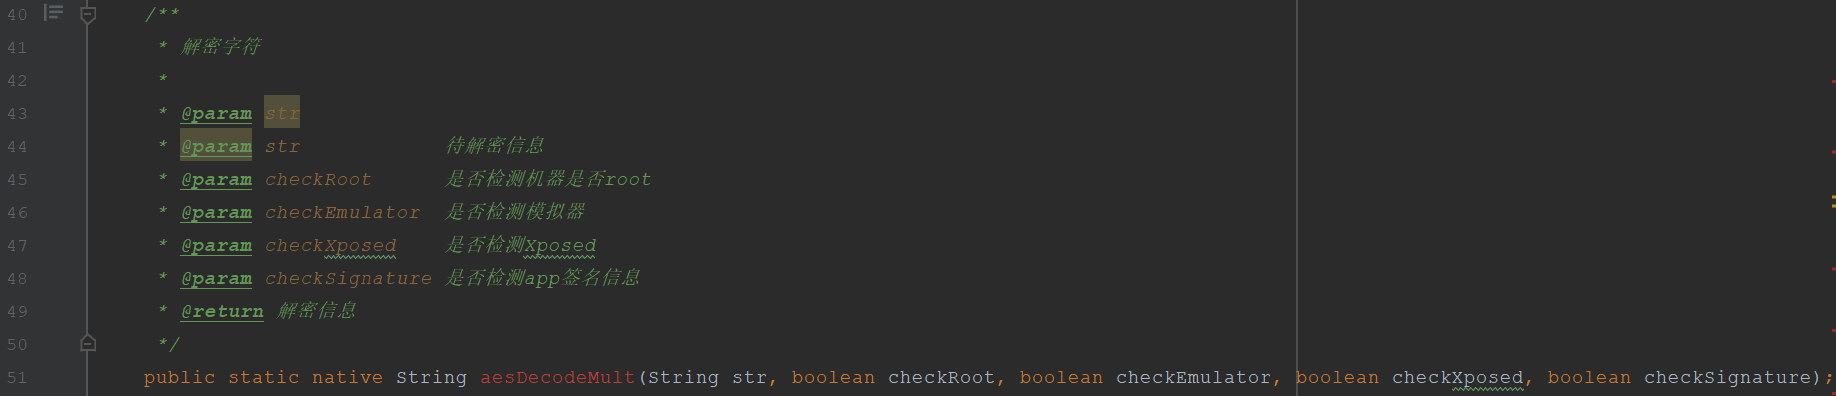 40 /**
41 * 解密字符
42 *
43 * @param str
44 * @param str 待解密信息
45 * @param checkRoot 是否检测机器是否root
46 * @param checkEmulator 是否检测模拟器
47 * @param checkXposed 是否检测Xposed
48 * @param checkSignature 是否检测app签名信息
49 * @return 解密信息
50 */
51 public static native String aesDecodeMult(String str, boolean checkRoot, boolean checkEmulator, boolean checkXposed, boolean checkSignature);